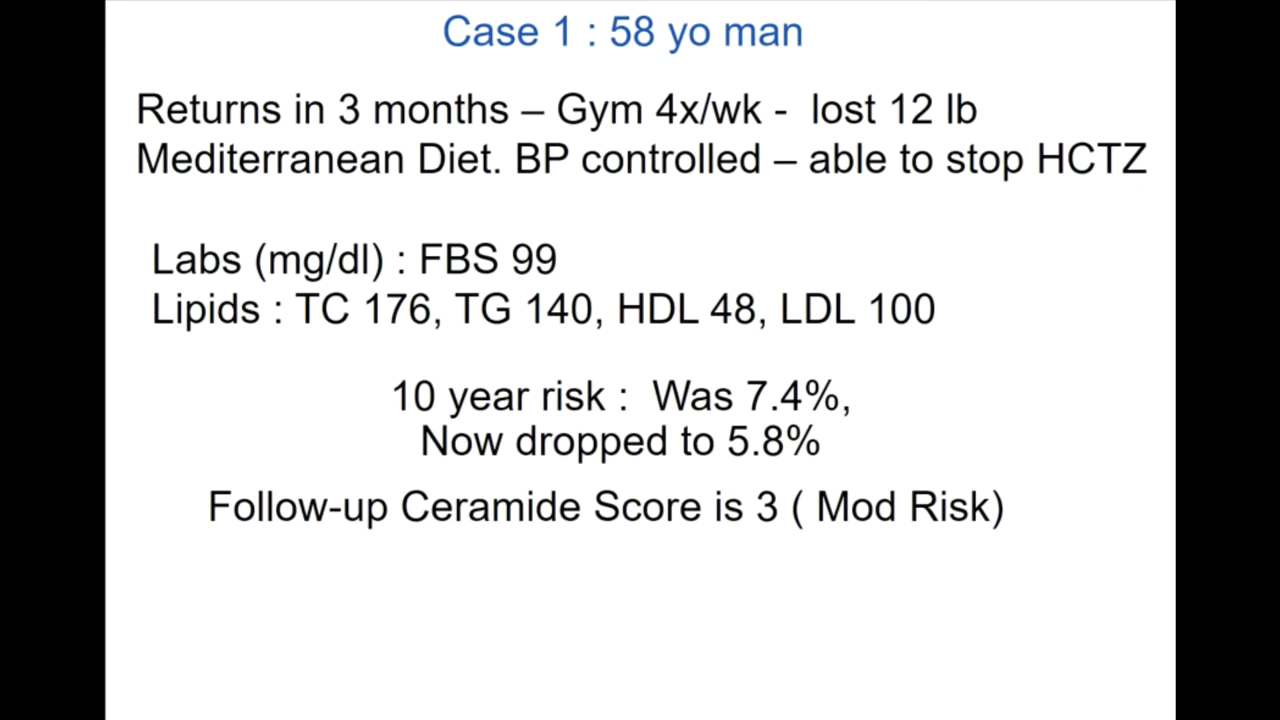 Case 1 : 58 yo man
Returns in 3 months – Gym 4x/wk - lost 12 lb
Mediterranean Diet. BP controlled – able to stop HCTZ
Labs (mg/dl) : FBS 99
Lipids : TC 176, TG 140, HDL 48, LDL 100
10 year risk : Was 7.4%,
Now dropped to 5.8%
Follow-up Ceramide Score is 3 ( Mod Risk)